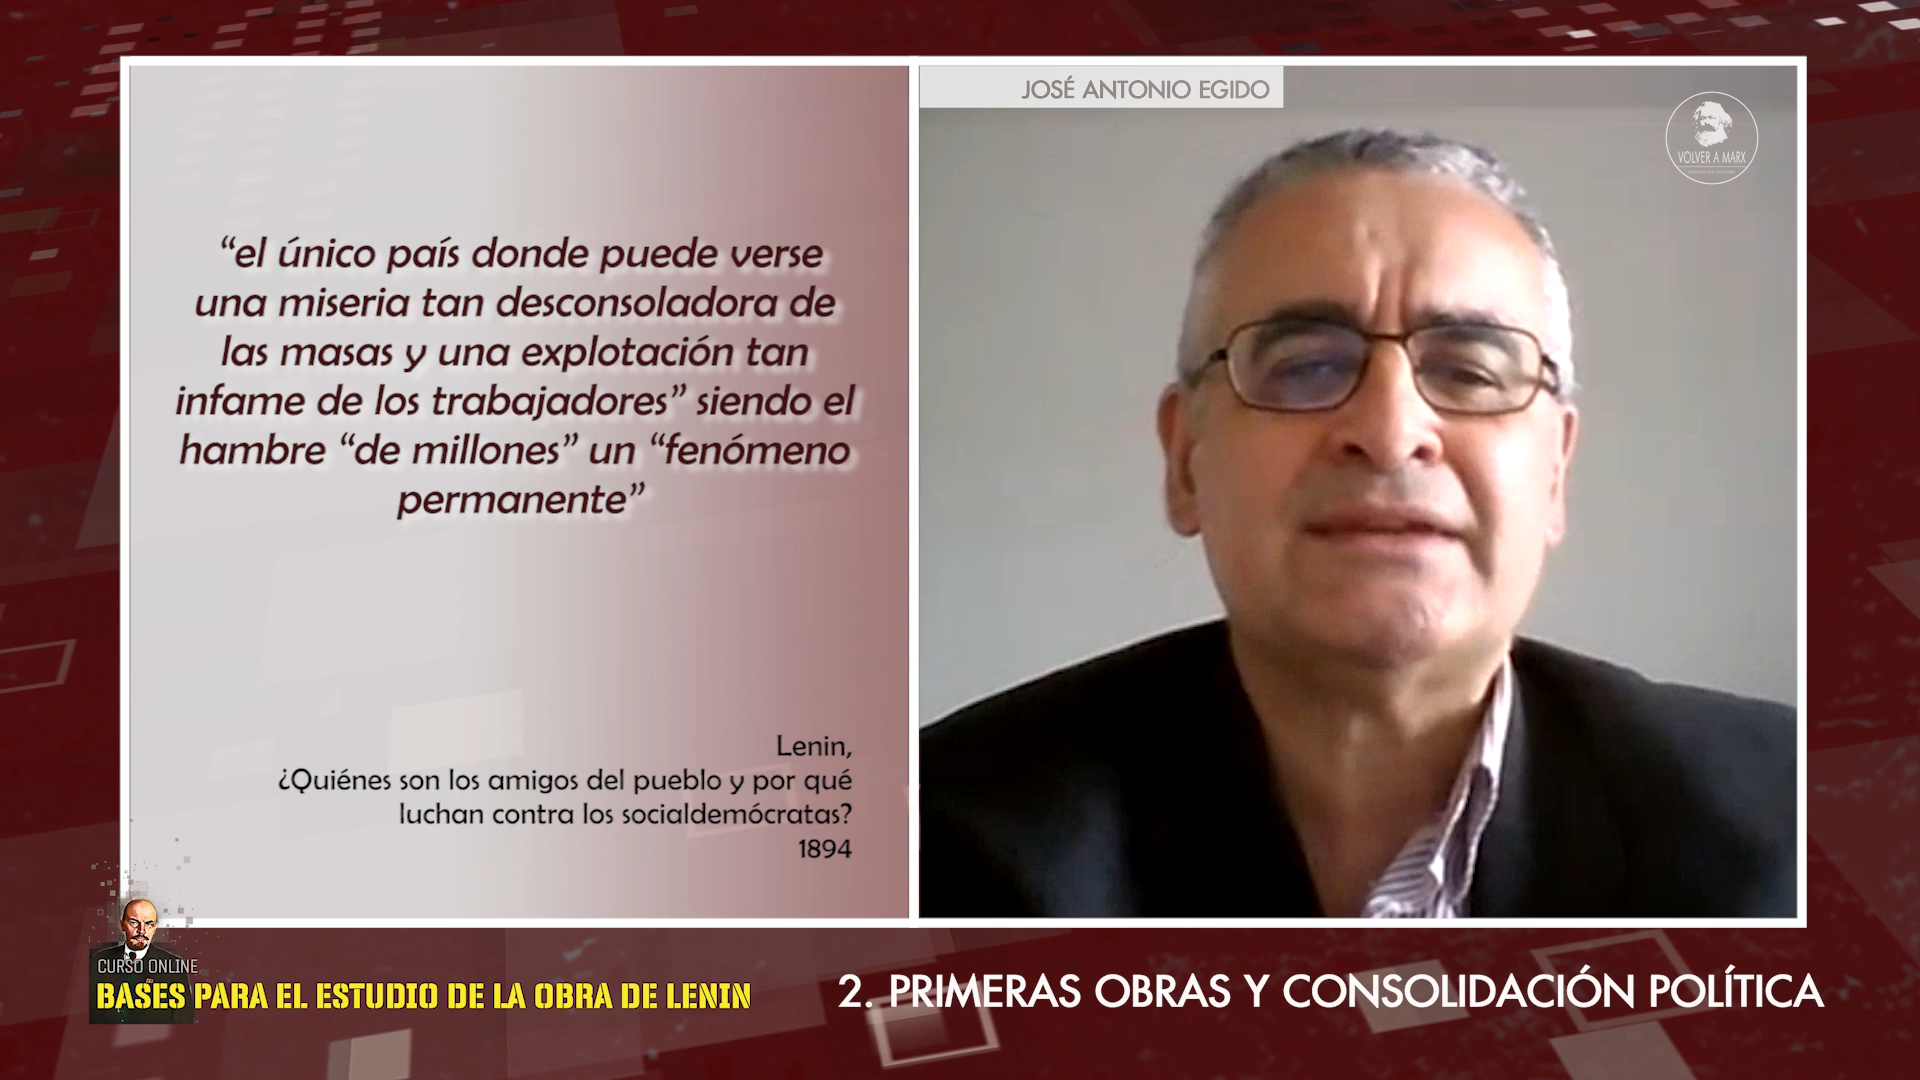 “el único país donde puede verse
una miseria tan desconsoladora de
las masas y una explotación tan
infame de los trabajadores” siendo el
hambre “de millones” un “fenómeno
permanente”
Lenin,
¿Quiénes son los amigos del pueblo y por qué
luchan contra los socialdemócratas?
1894
JOSÉ ANTONIO EGIDO
VOLVER A MARX
CURSO ONLINE
BASES PARA EL ESTUDIO DE LA OBRA DE LENIN
2. PRIMERAS OBRAS Y CONSOLIDACIÓN POLÍTICA